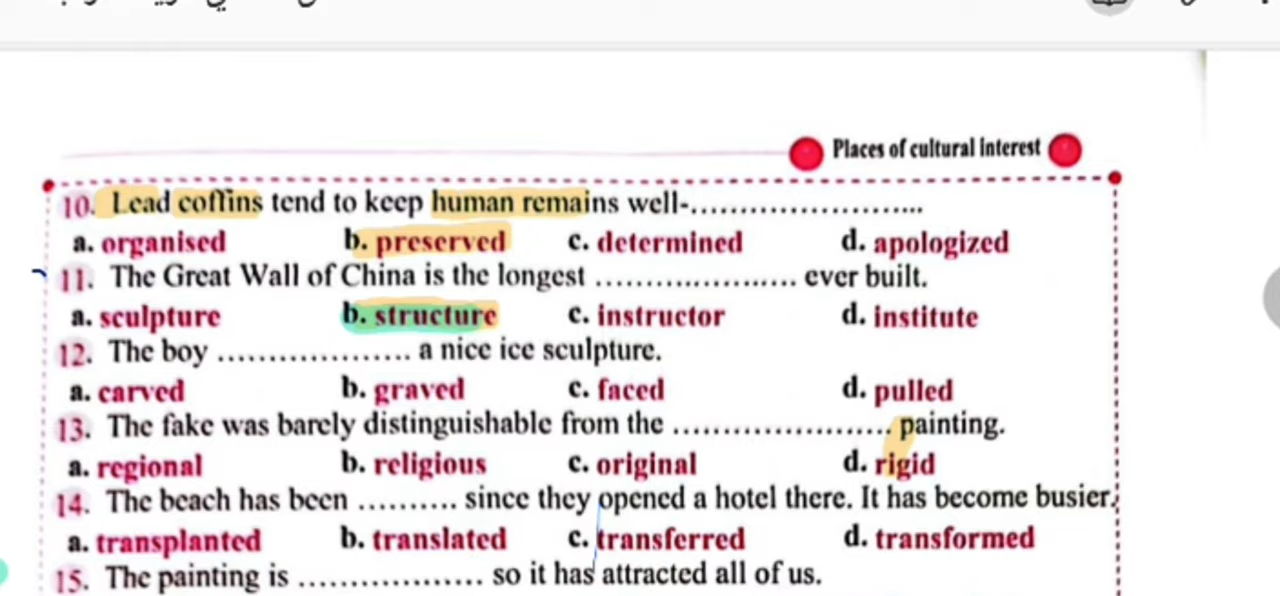 Places of cultural interest
10. Lead coffins tend to keep human remains well-........................
a. organised b. preserved c. determined d. apologized
11. The Great Wall of China is the longest ..................... ever built.
a. sculpture b. structure c. instructor d. institute
12. The boy .................... a nice ice sculpture.
a. carved b. graved c. faced d. pulled
13. The fake was barely distinguishable from the ....................... painting.
a. regional b. religious c. original d. rigid
14. The beach has been .......... since they opened a hotel there. It has become busier.
a. transplanted b. translated c. transferred d. transformed
15. The painting is ................... so it has attracted all of us.